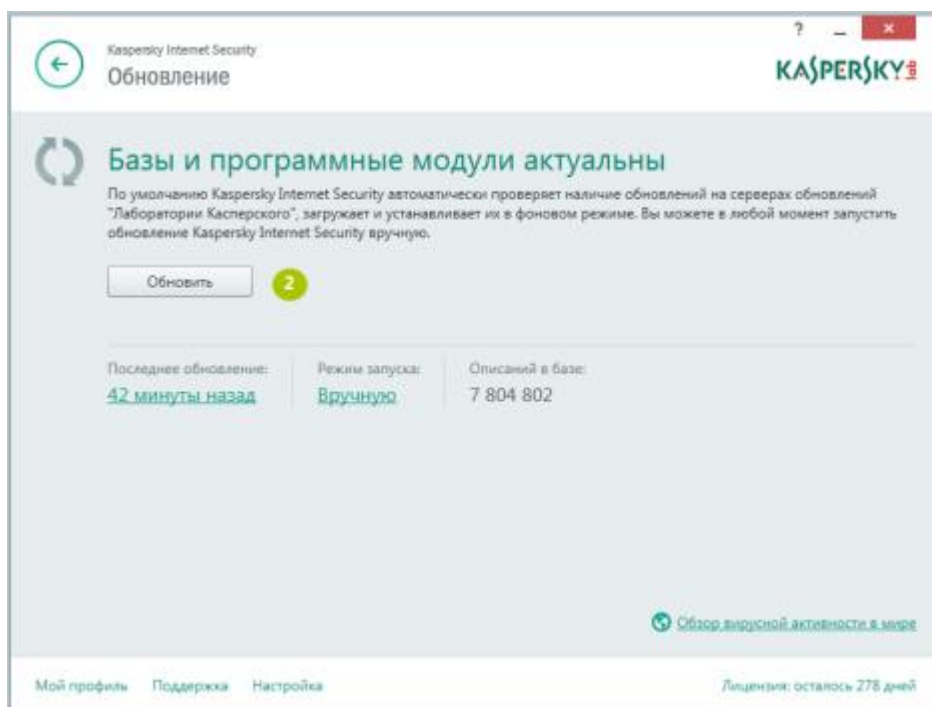 ? _ ×
Kaspersky Internet Security
Обновление
KASPERSKY lab
Базы и программные модули актуальны
По умолчанию Kaspersky Internet Security автоматически проверяет наличие обновлений на серверах обновлений
"Лаборатории Касперского", загружает и устанавливает их в фоновом режиме. Вы можете в любой момент запустить
обновление Kaspersky Internet Security вручную.
Обновить 2
Последнее обновление: Режим запуска: Описаний в базе:
42 минуты назад Вручную 7 804 802
Обзор вирусной активности в мире
Мой профиль Поддержка Настройка Лицензия: осталось 278 дней